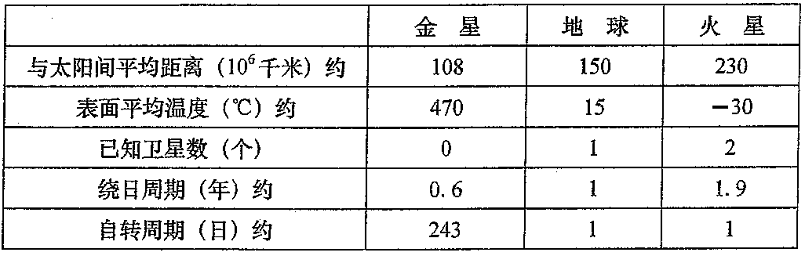 金星 地球 火星
与太阳间平均距离(10⁶千米)约 108 150 230
表面平均温度(℃)约 470 15 -30
已知卫星数(个) 0 1 2
绕日周期(年)约 0.6 1 1.9
自转周期(日)约 243 1 1